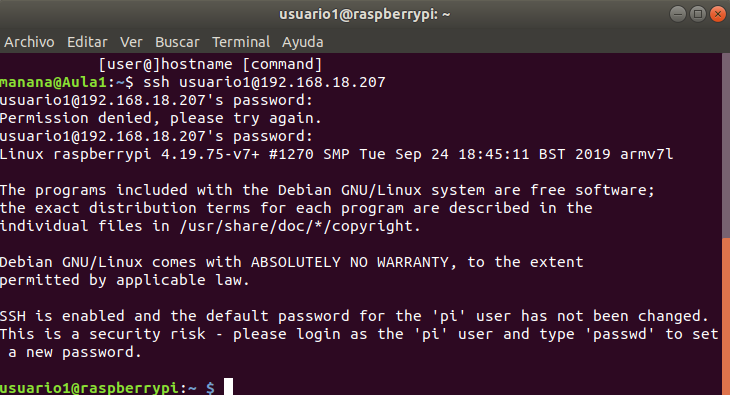 usuario1@raspberrypi: ~
Archivo Editar Ver Buscar Terminal Ayuda
[user@]hostname [command]
manana@Aula1:~$ ssh usuario1@192.168.18.207
usuario1@192.168.18.207's password:
Permission denied, please try again.
usuario1@192.168.18.207's password:
Linux raspberrypi 4.19.75-v7+ #1270 SMP Tue Sep 24 18:45:11 BST 2019 armv7l
The programs included with the Debian GNU/Linux system are free software;
the exact distribution terms for each program are described in the
individual files in /usr/share/doc/*/copyright.
Debian GNU/Linux comes with ABSOLUTELY NO WARRANTY, to the extent
permitted by applicable law.
SSH is enabled and the default password for the 'pi' user has not been changed.
This is a security risk - please login as the 'pi' user and type 'passwd' to set
a new password.
usuario1@raspberrypi:~ $